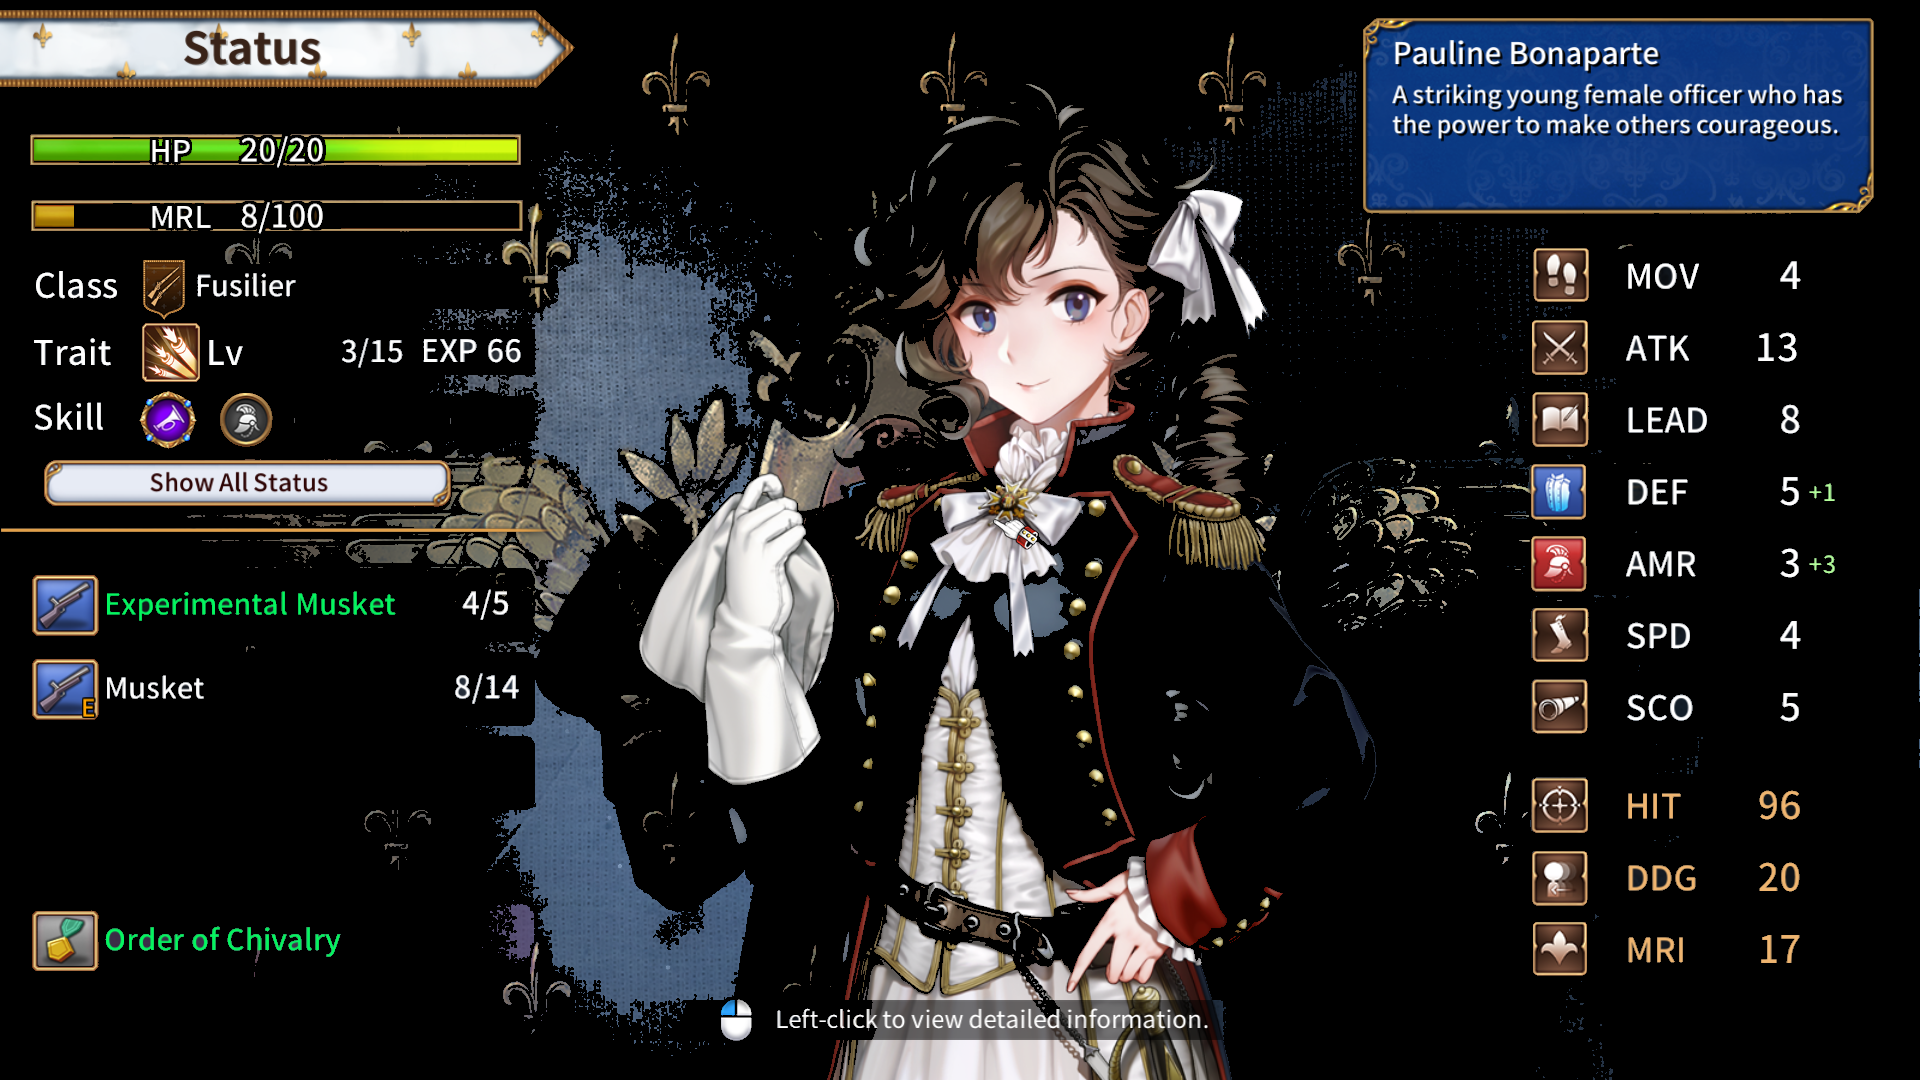 Status
HP 20/20
MRL 8/100
Class Fusilier
Trait Lv 3/15 EXP 66
Skill
Show All Status
Experimental Musket 4/5
E
Musket 8/14
Order of Chivalry
Pauline Bonaparte
A striking young female officer who has
the power to make others courageous.
MOV 4
ATK 13
LEAD 8
DEF 5 +1
AMR 3 +3
SPD 4
SCO 5
HIT 96
DDG 20
MRI 17
Left-click to view detailed information.